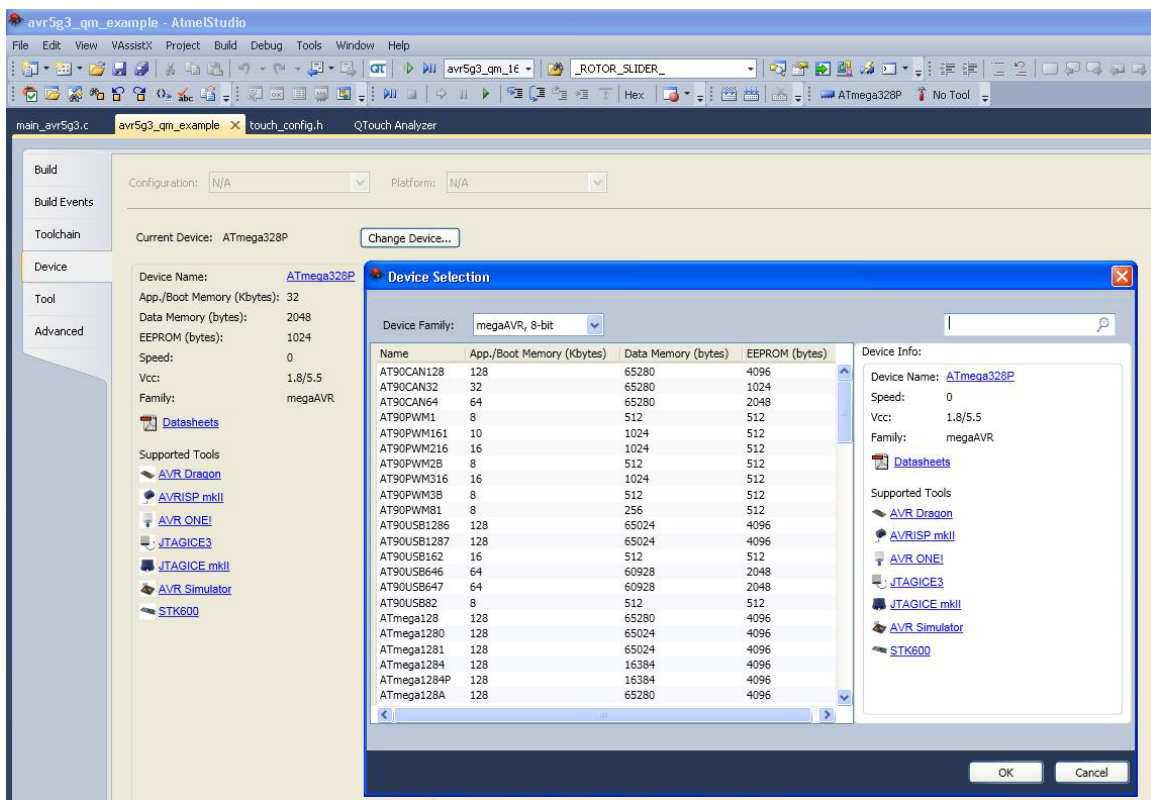 avr5g3_qm_example - AtmelStudio
File Edit View VAssistX Project Build Debug Tools Window Help
QT avr5g3_qm_16 _ROTOR_SLIDER_
abc Hex ATmega328P No Tool
main_avr5g3.c avr5g3_qm_example X touch_config.h QTouch Analyzer
Build
Build Events
Toolchain
Device
Tool
Advanced
Configuration: N/A Platform: N/A
Current Device: ATmega328P Change Device...
Device Name: ATmega328P
App./Boot Memory (Kbytes): 32
Data Memory (bytes): 2048
EEPROM (bytes): 1024
Speed: 0
Vcc: 1.8/5.5
Family: megaAVR
Datasheets
Supported Tools
AVR Dragon
AVRISP mkII
AVR ONE!
JTAGICE3
JTAGICE mkII
AVR Simulator
STK600
Device Selection
Device Family: megaAVR, 8-bit
Name App./Boot Memory (Kbytes) Data Memory (bytes) EEPROM (bytes)
AT90CAN128 128 65280 4096
AT90CAN32 32 65280 1024
AT90CAN64 64 65280 2048
AT90PWM1 8 512 512
AT90PWM161 10 1024 512
AT90PWM216 16 1024 512
AT90PWM2B 8 512 512
AT90PWM316 16 1024 512
AT90PWM3B 8 512 512
AT90PWM81 8 256 512
AT90USB1286 128 65024 4096
AT90USB1287 128 65024 4096
AT90USB162 16 512 512
AT90USB646 64 60928 2048
AT90USB647 64 60928 2048
AT90USB82 8 512 512
ATmega128 128 65280 4096
ATmega1280 128 65024 4096
ATmega1281 128 65024 4096
ATmega1284 128 16384 4096
ATmega1284P 128 16384 4096
ATmega128A 128 65280 4096
Device Info:
Device Name: ATmega328P
Speed: 0
Vcc: 1.8/5.5
Family: megaAVR
Datasheets
Supported Tools
AVR Dragon
AVRISP mkII
AVR ONE!
JTAGICE3
JTAGICE mkII
AVR Simulator
STK600
OK Cancel